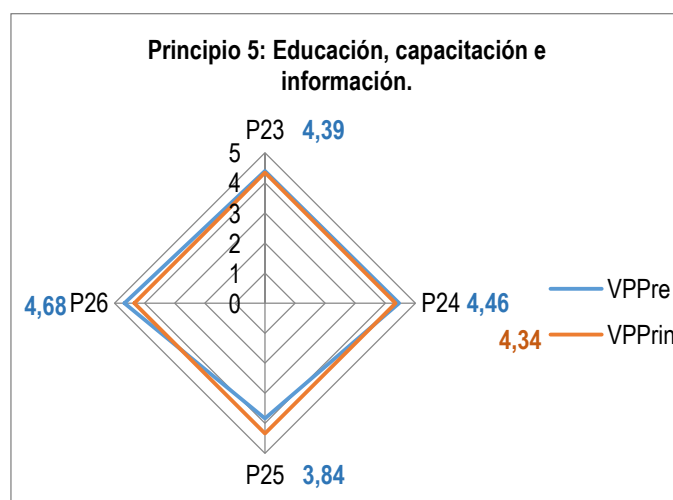 Principio 5: Educación, capacitación e
información.
P23 4,39
5
4
3
2
1
0
4,68 P26
P24 4,46
VPPre
4,34 VPPrin
P25 3,84